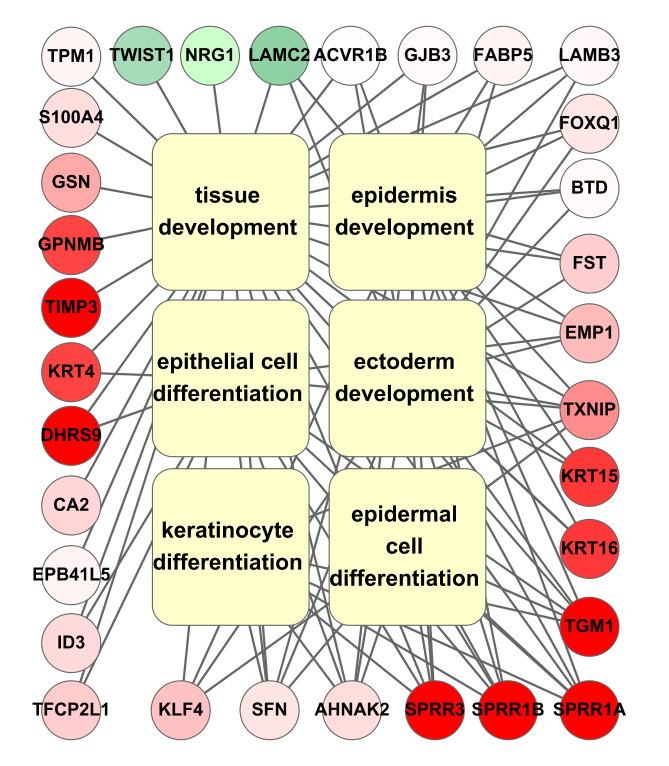 TPM1
TWIST1
NRG1
LAMC2
ACVR1B
GJB3
FABP5
LAMB3
S100A4
FOXQ1
GSN
BTD
GPNMB
FST
TIMP3
EMP1
KRT4
TXNIP
DHRS9
KRT15
CA2
KRT16
EPB41L5
TGM1
ID3
TFCP2L1
KLF4
SFN
AHNAK2
SPRR3
SPRR1B
SPRR1A
tissue
development
epidermis
development
epithelial cell
differentiation
ectoderm
development
keratinocyte
differentiation
epidermal
cell
differentiation